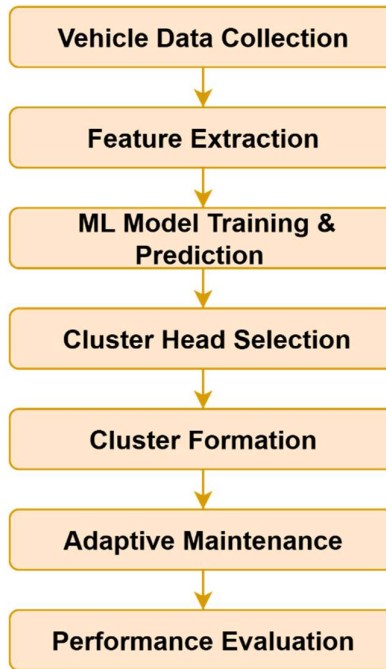 Vehicle Data Collection
Feature Extraction
ML Model Training &
Prediction
Cluster Head Selection
Cluster Formation
Adaptive Maintenance
Performance Evaluation